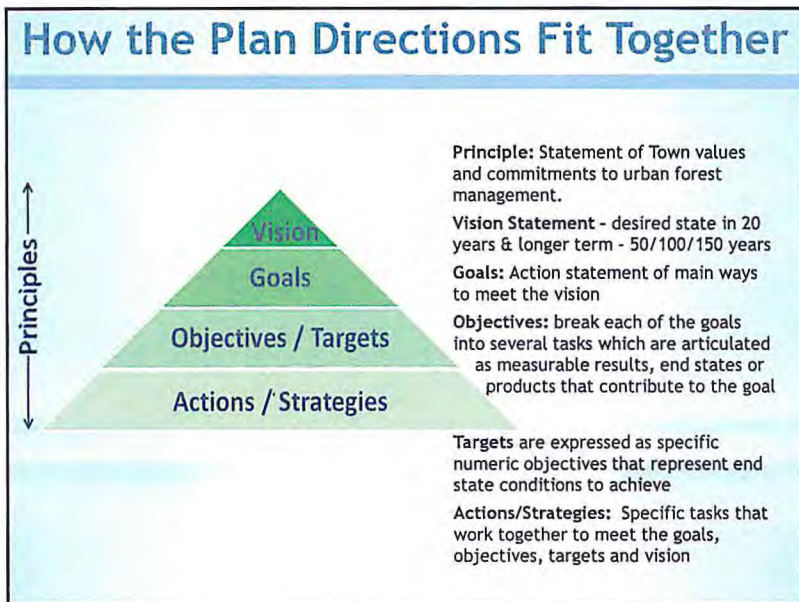 How the Plan Directions Fit Together
Principles
Vision
Goals
Objectives / Targets
Actions / Strategies
Principle: Statement of Town values
and commitments to urban forest
management.
Vision Statement - desired state in 20
years & longer term - 50/100/150 years
Goals: Action statement of main ways
to meet the vision
Objectives: break each of the goals
into several tasks which are articulated
as measurable results, end states or
products that contribute to the goal
Targets are expressed as specific
numeric objectives that represent end
state conditions to achieve
Actions/Strategies: Specific tasks that
work together to meet the goals,
objectives, targets and vision